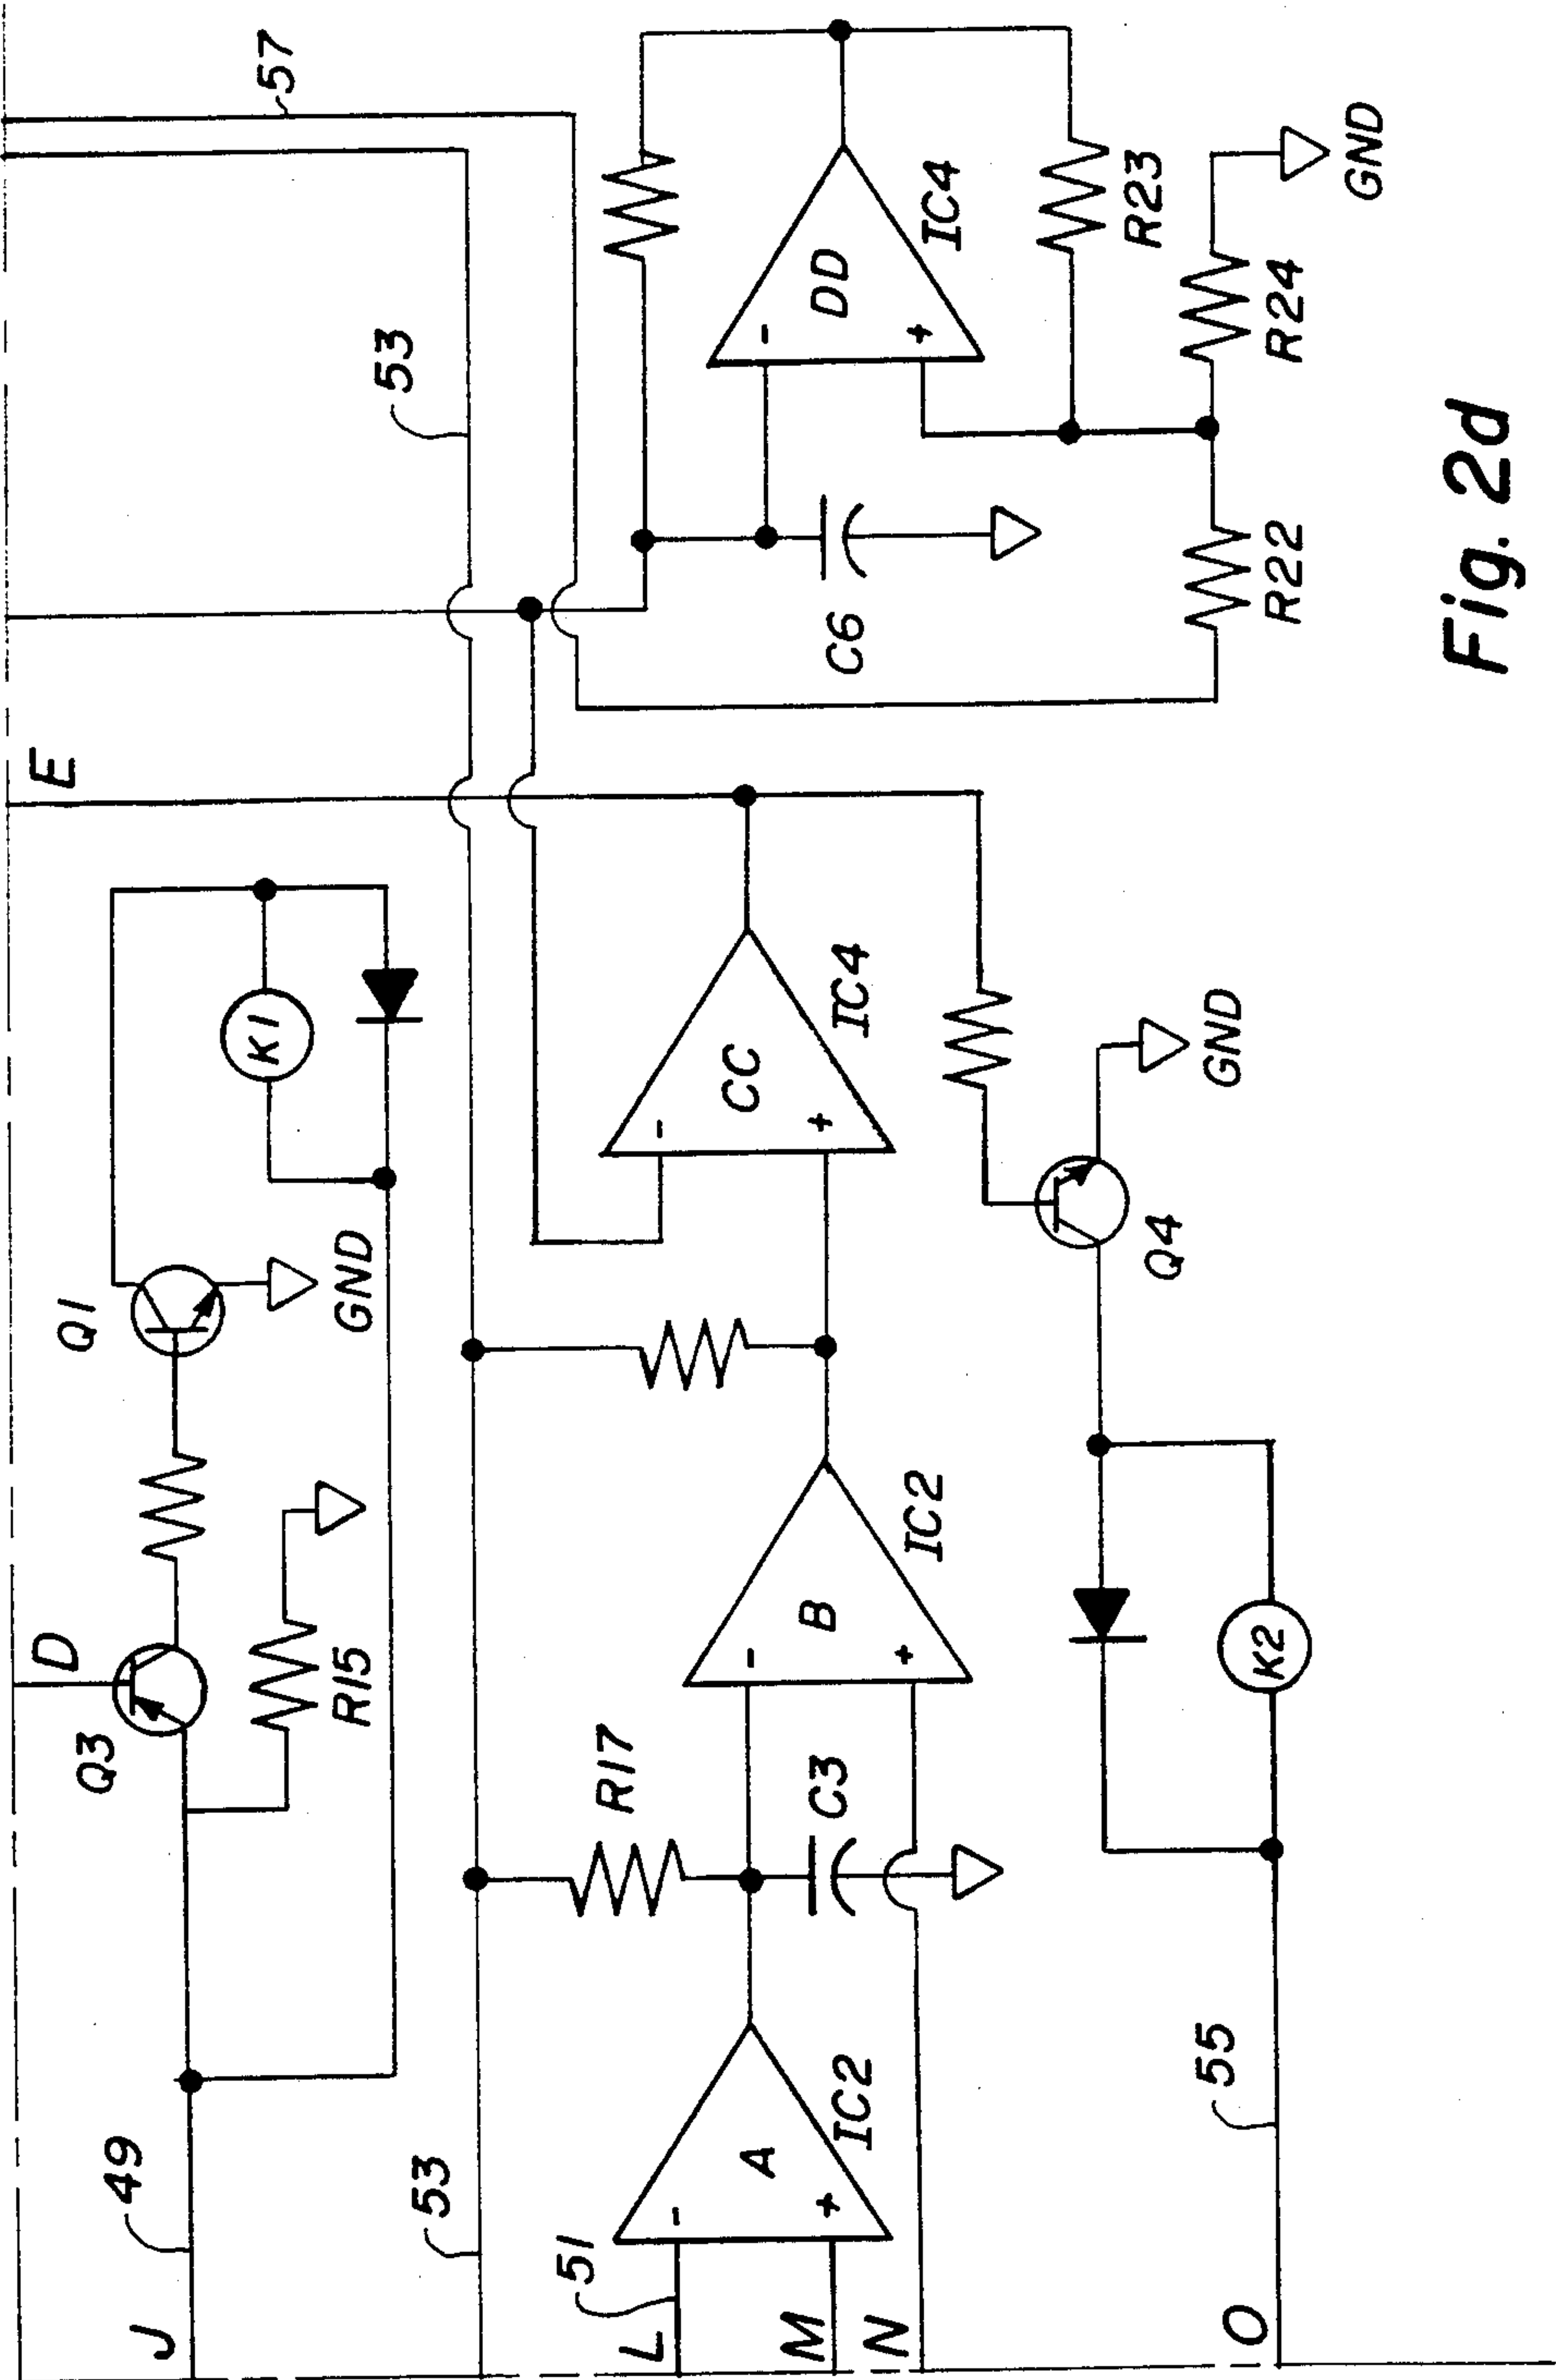 57
E
53
D
Q3
Q1
K1
R15
GND
J
49
53
51
L
M
N
A
-
+
IC2
R17
C3
B
-
+
IC2
CC
-
+
IC4
C6
DD
-
+
IC4
R23
R22
R24
GND
Q4
GND
K2
O
55
Fig. 2d